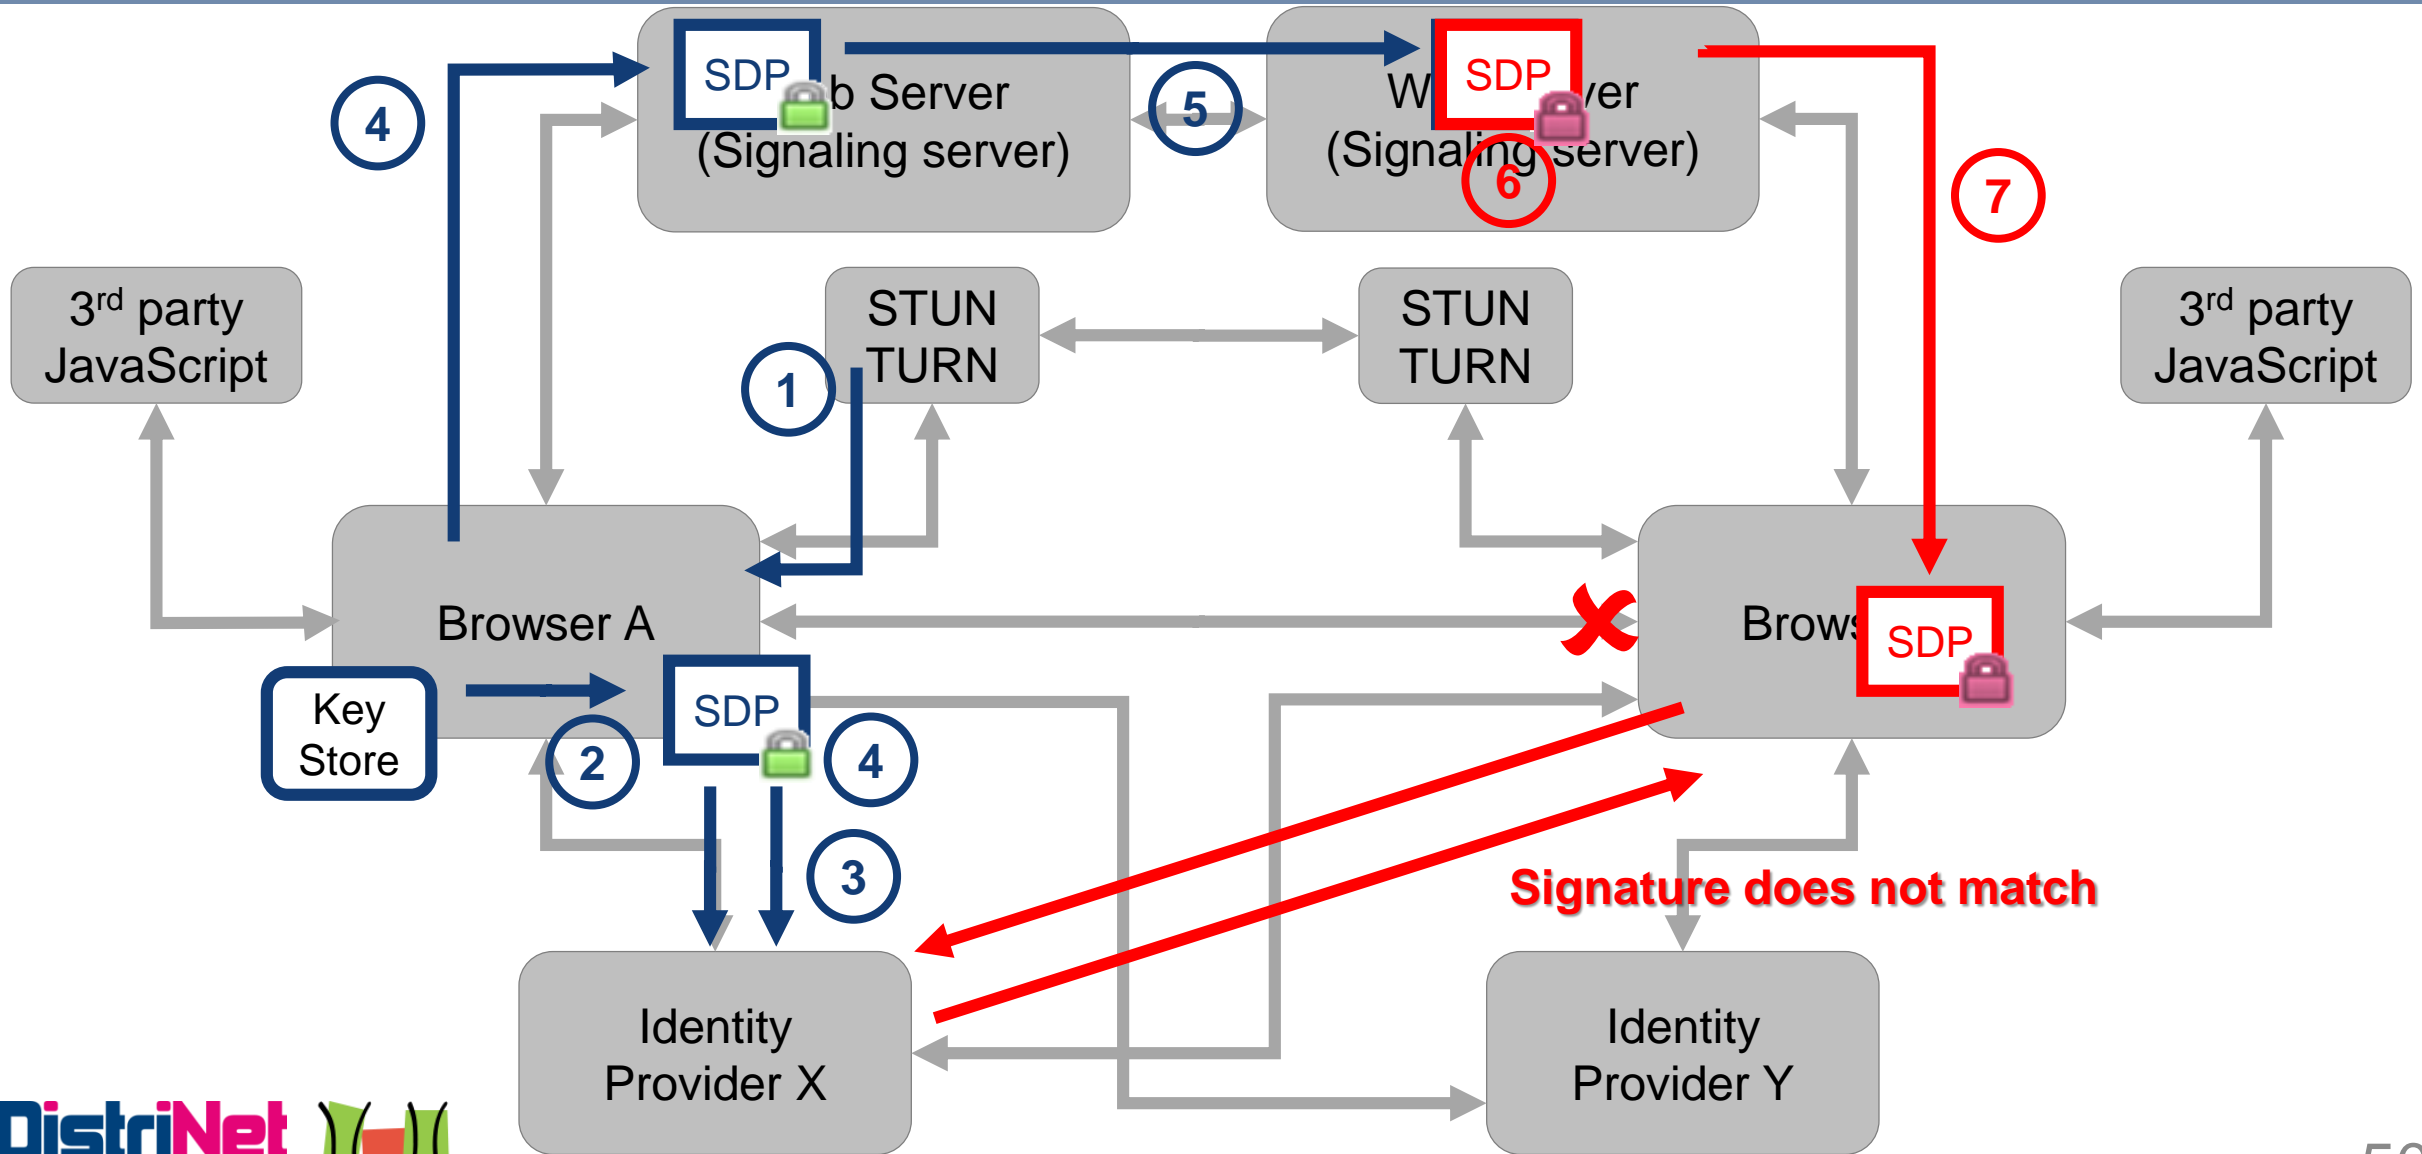 SDP
SDP
4
b Server
5
W
ver
(Signaling server)
(Signaling server)
6
7
3rd party
JavaScript
STUN
TURN
STUN
TURN
3rd party
JavaScript
1
Browser A
Brows
SDP
Key
Store
SDP
2
4
3
Signature does not match
Identity
Provider X
Identity
Provider Y
DistriNet